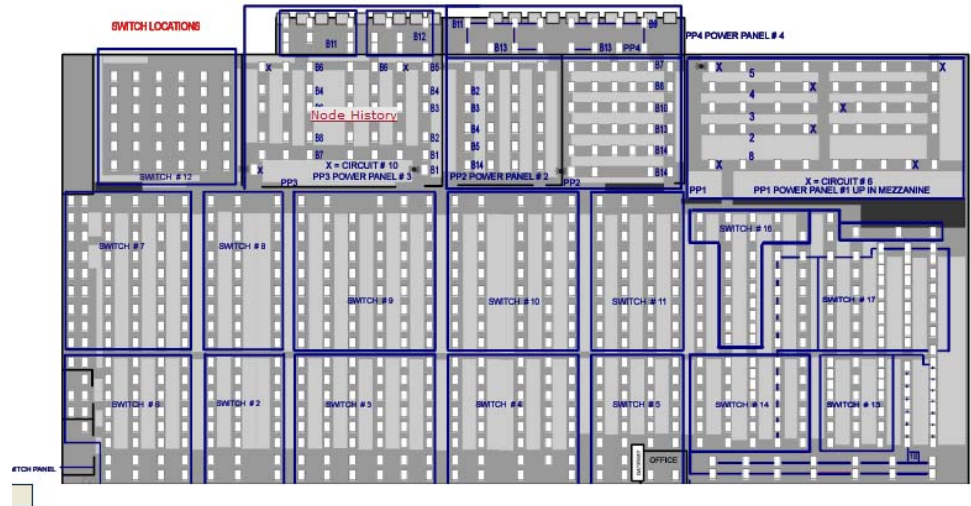 SWITCH LOCATIONS
B11
B12
B11
B9
B13
B13
PP4
PP4 POWER PANEL # 4
X
B6
B6
X
B5
B7
X
5
X
B4
B4
B2
B8
4
Node History
B3
B3
B10
X
3
B4
B13
X
B6
B2
B5
2
B7
B1
B14
B14
X
8
X
X
X = CIRCUIT # 10
B1
B14
SWITCH # 12
PP3 POWER PANEL # 3
PP2 POWER PANEL # 2
X = CIRCUIT # 6
PP3
PP2
PP1
PP1 POWER PANEL #1 UP IN MEZZANINE
SWITCH # 16
SWITCH # 7
SWITCH # 8
SWITCH # 9
SWITCH # 10
SWITCH # 11
SWITCH # 17
SWITCH # 6
SWITCH # 2
SWITCH # 3
SWITCH # 4
SWITCH # 5
SWITCH # 14
SWITCH # 13
OFFICE
GATEWAY
ITCH PANEL